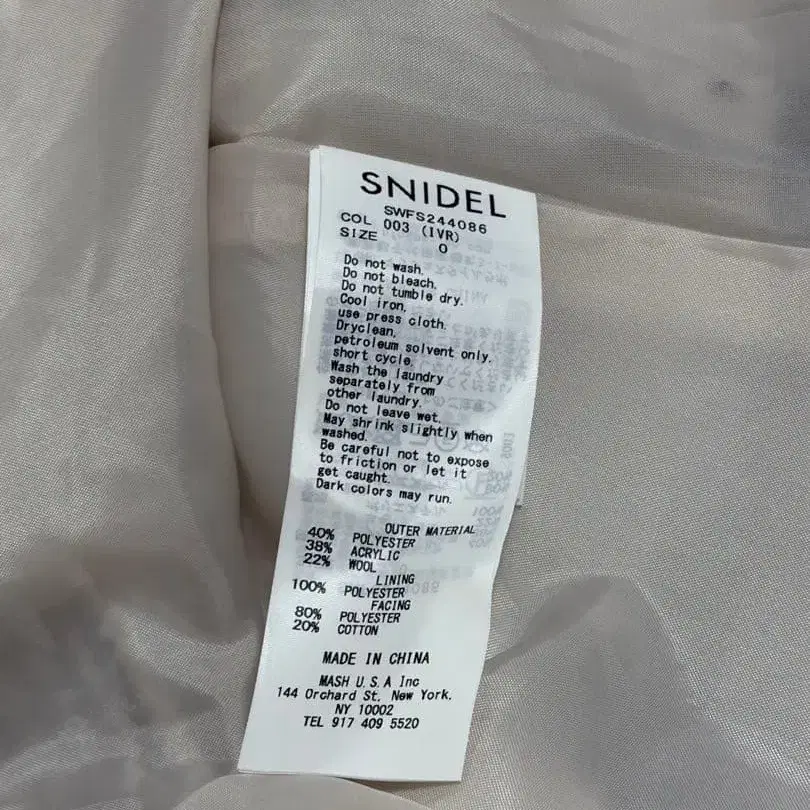 SNIDEL
SWFS244086
COL 003 (IVR)
SIZE 0
Do not wash.
Do not bleach.
Do not tumble dry.
Cool iron,
use press cloth.
Dryclean,
petroleum solvent only,
short cycle.
Wash the laundry
separately from
other laundry.
Do not leave wet.
May shrink slightly when
washed.
Be careful not to expose
to friction or let it
get caught.
Dark colors may run.
OUTER MATERIAL
40% POLYESTER
38% ACRYLIC
22% WOOL
LINING
100% POLYESTER
FACING
80% POLYESTER
20% COTTON
MADE IN CHINA
MASH U.S.A Inc
144 Orchard St, New York,
NY 10002
TEL 917 409 5520